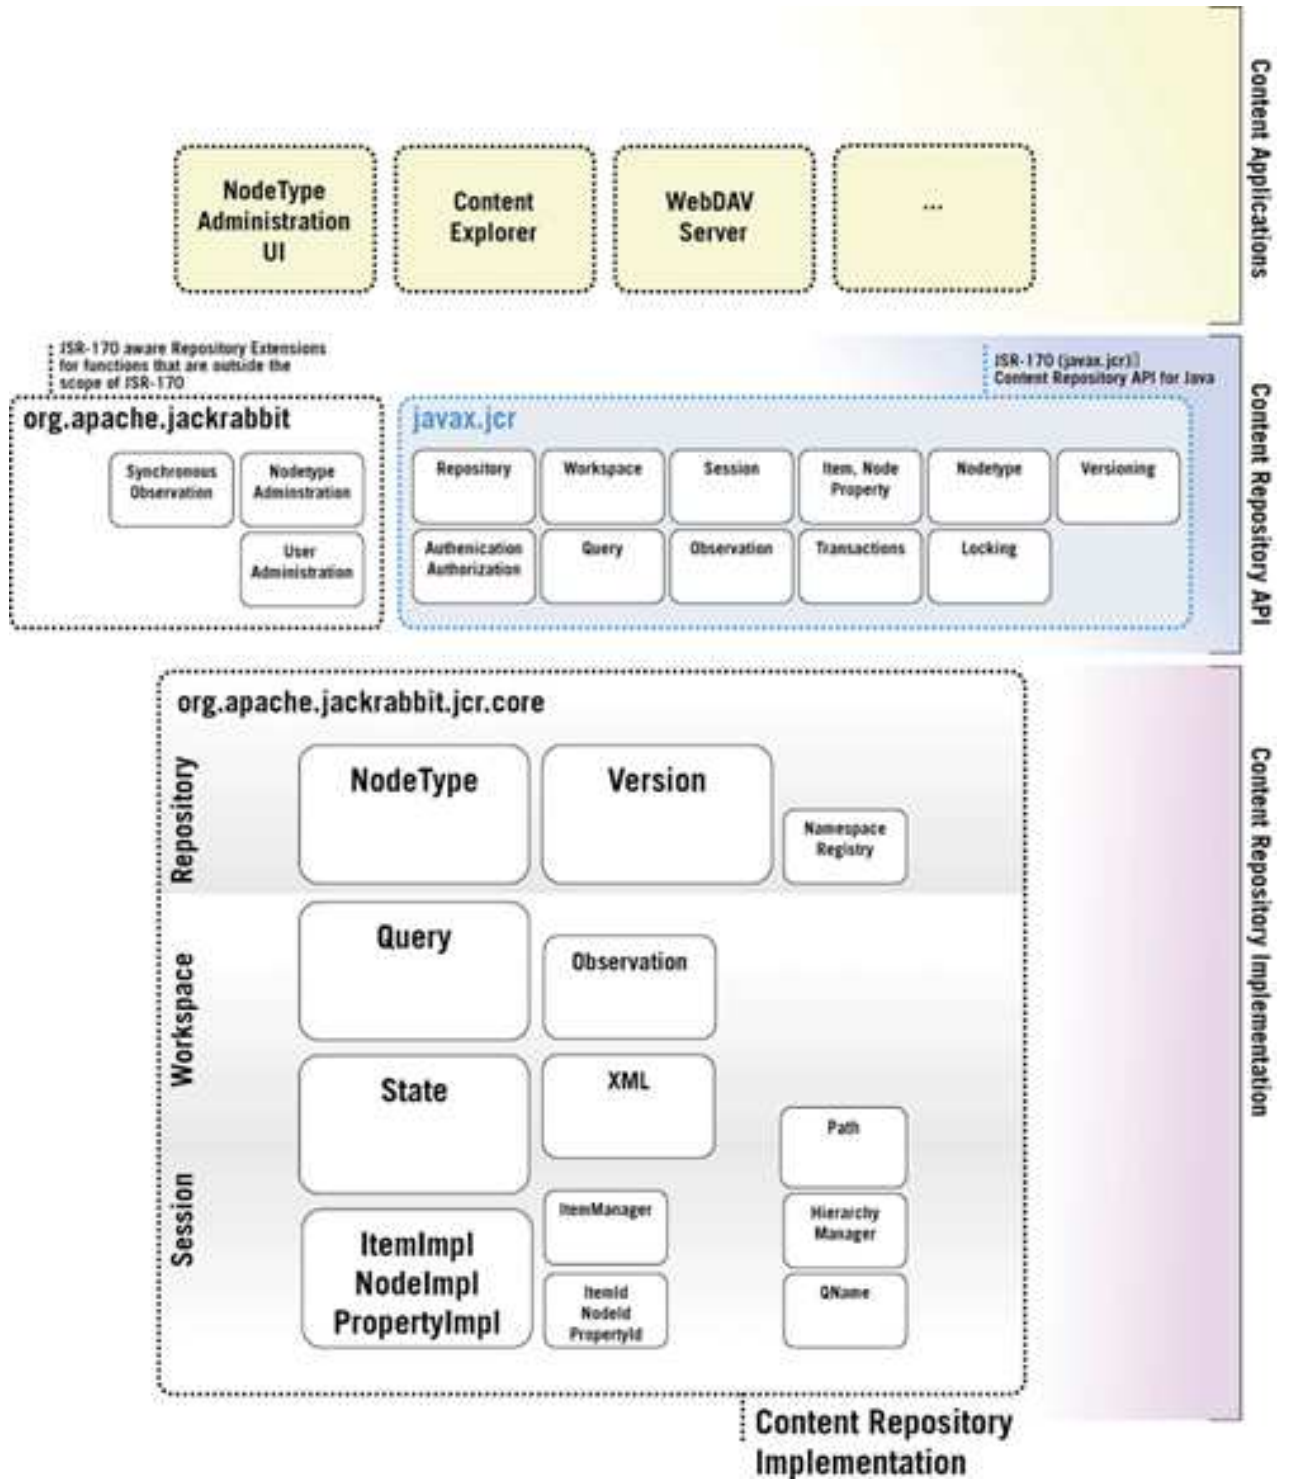 Content Applications
NodeType
Administration
UI
Content
Explorer
WebDAV
Server
...
JSR-170 aware Repository Extensions
for functions that are outside the
scope of JSR-170
JSR-170 (javax.jcr)
Content Repository API for Java
Content Repository API
org.apache.jackrabbit
Synchronous
Observation
Nodetype
Adminstration
User
Administration
javax.jcr
Repository
Workspace
Session
Item, Node
Property
Nodetype
Versioning
Authenication
Authorization
Query
Observation
Transactions
Locking
org.apache.jackrabbit.jcr.core
Content Repository Implementation
Repository
NodeType
Version
Namespace
Registry
Workspace
Query
Observation
State
XML
Path
Session
ItemImpl
NodeImpl
PropertyImpl
ItemManager
ItemId
NodeId
PropertyId
Hierarchy
Manager
QName
Content Repository
Implementation